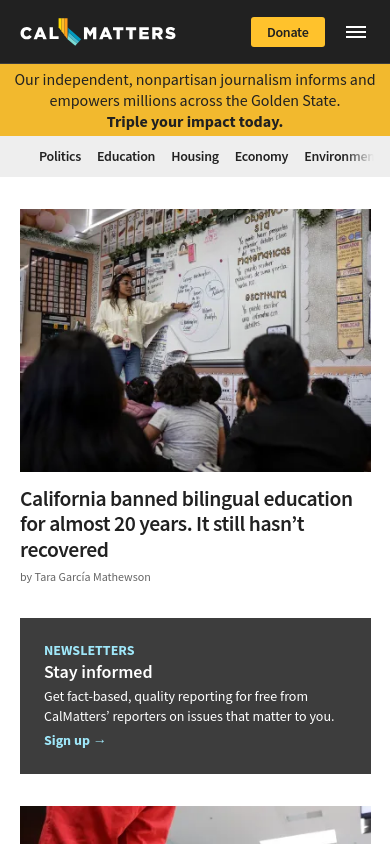 CALMATTERS
Donate
Our independent, nonpartisan journalism informs and
empowers millions across the Golden State.
Triple your impact today.
Politics Education Housing Economy
California banned bilingual education
for almost 20 years. It still hasn’t
recovered
by Tara García Mathewson
NEWSLETTERS
Stay informed
Get fact-based, quality reporting for free from
CalMatters’ reporters on issues that matter to you.
Sign up →
matemáticas
escritura